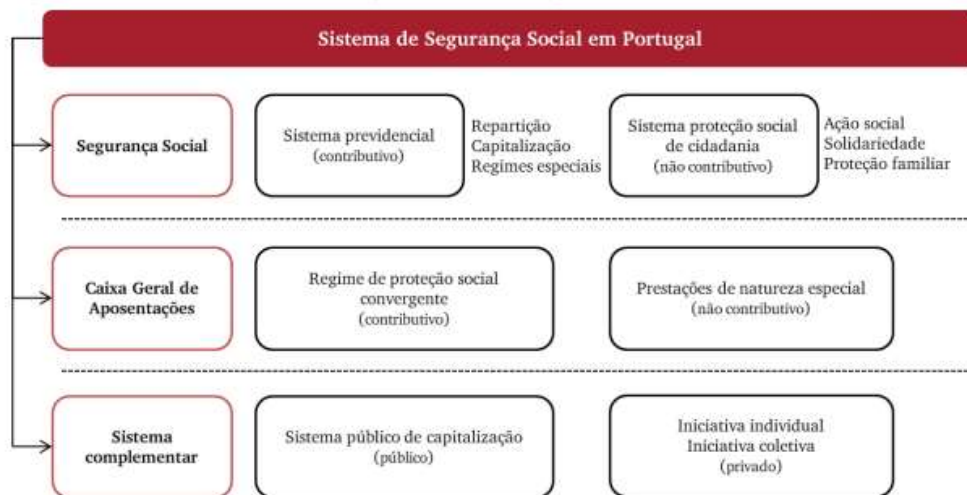 Sistema de Segurança Social em Portugal
Segurança Social
Sistema previdencial
(contributivo)
Repartição
Capitalização
Regimes especiais
Sistema proteção social
de cidadania
(não contributivo)
Ação social
Solidariedade
Proteção familiar
Caixa Geral de
Aposentações
Regime de proteção social
convergente
(contributivo)
Prestações de natureza especial
(não contributivo)
Sistema
complementar
Sistema público de capitalização
(público)
Iniciativa individual
Iniciativa coletiva
(privado)